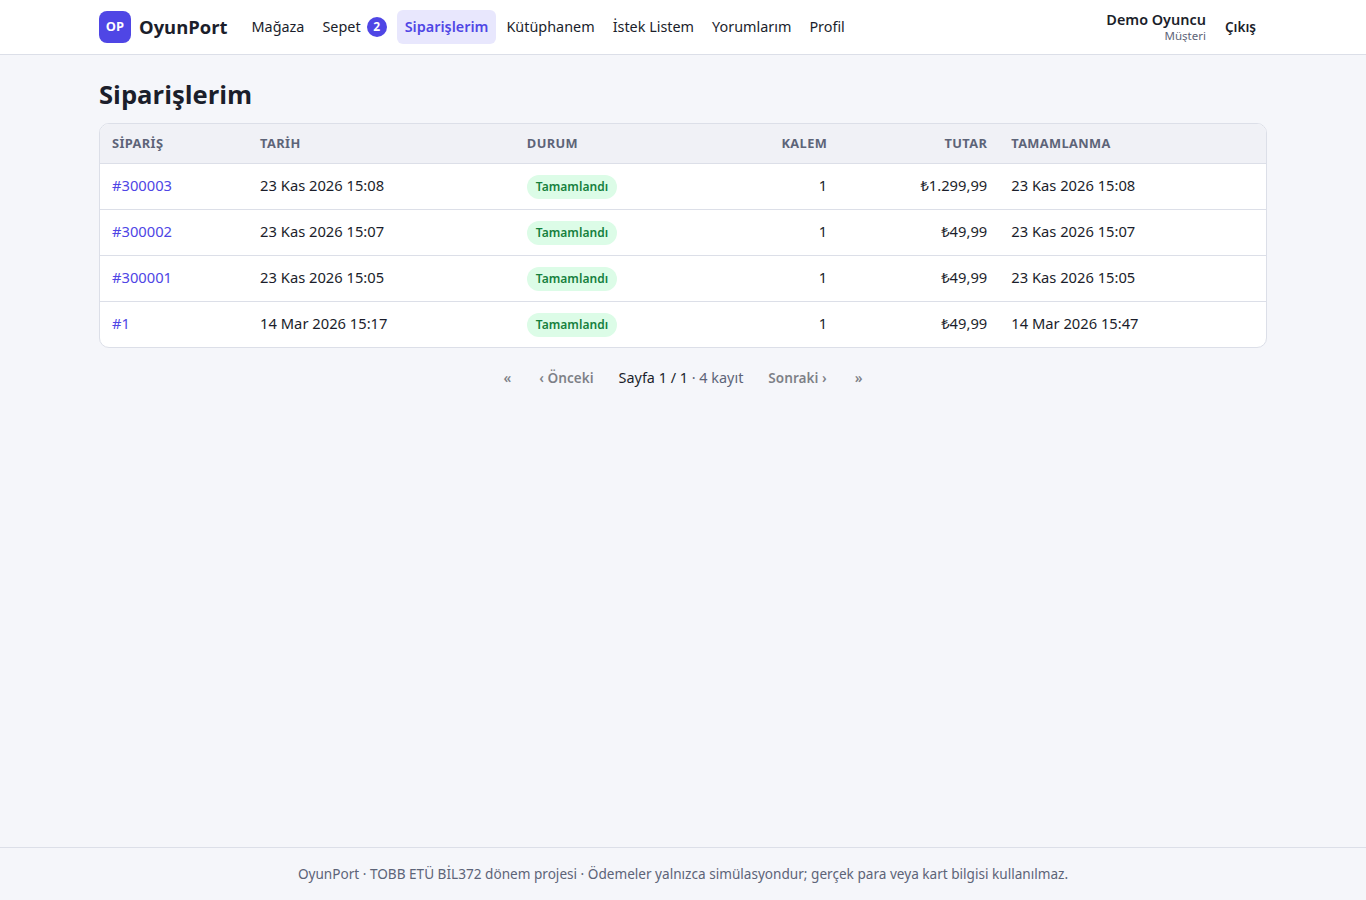 OP OyunPort Mağaza Sepet 2 Siparişlerim Kütüphanem İstek Listem Yorumlarım Profil Demo Oyuncu Müşteri Çıkış
Siparişlerim
SİPARİŞ TARİH DURUM KALEM TUTAR TAMAMLANMA
#300003 23 Kas 2026 15:08 Tamamlandı 1 ₺1.299,99 23 Kas 2026 15:08
#300002 23 Kas 2026 15:07 Tamamlandı 1 ₺49,99 23 Kas 2026 15:07
#300001 23 Kas 2026 15:05 Tamamlandı 1 ₺49,99 23 Kas 2026 15:05
#1 14 Mar 2026 15:17 Tamamlandı 1 ₺49,99 14 Mar 2026 15:47
« ‹ Önceki Sayfa 1 / 1 · 4 kayıt Sonraki › »
OyunPort · TOBB ETÜ BİL372 dönem projesi · Ödemeler yalnızca simülasyondur; gerçek para veya kart bilgisi kullanılmaz.